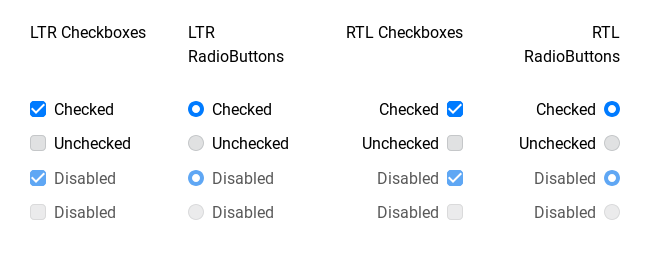 LTR Checkboxes
LTR
RadioButtons
RTL Checkboxes
RTL
RadioButtons
Checked
Checked
Checked
Checked
Unchecked
Unchecked
Unchecked
Unchecked
Disabled
Disabled
Disabled
Disabled
Disabled
Disabled
Disabled
Disabled